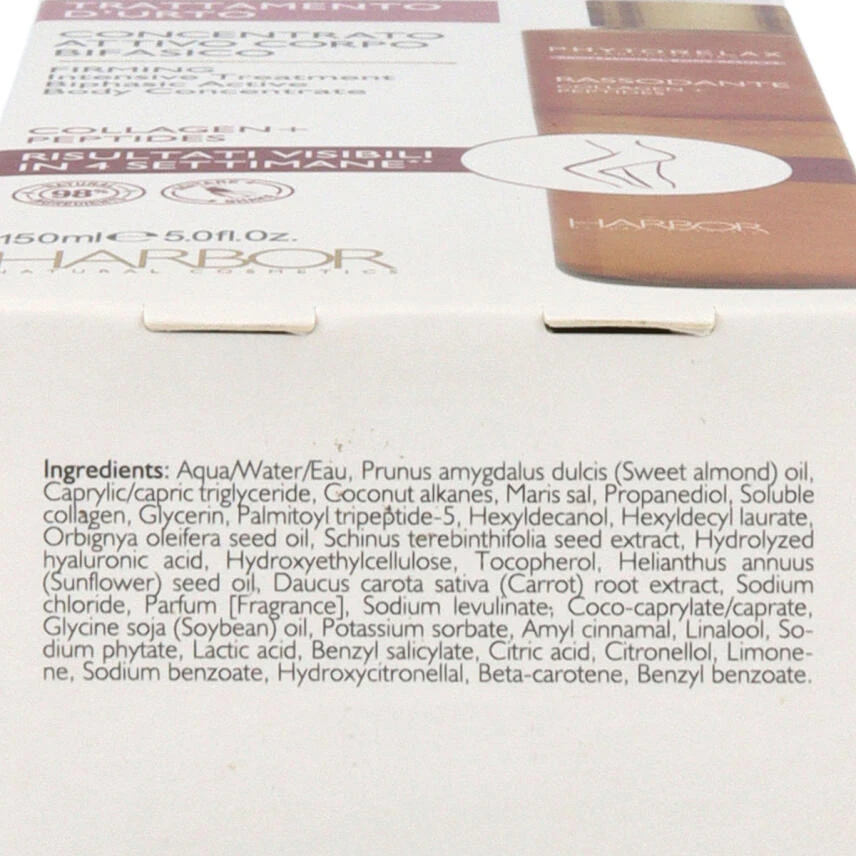 TRATTAMENTO
D'URTO
CONCENTRATO
ATTIVO CORPO
BIFASICO
FIRMING
Intensive Treatment
Biphasic Active
Body Concentrate
COLLAGEN +
PEPTIDES
RISULTATI VISIBILI
IN 4 SETTIMANE**
98%
150ml e 5.0fl.Oz.
HARBOR
NATURAL COSMETICS
PHYTORELAX
RASSODANTE
COLLAGEN +
PEPTIDES
HARBOR
Ingredients: Aqua/Water/Eau, Prunus amygdalus dulcis (Sweet almond) oil,
Caprylic/capric triglyceride, Coconut alkanes, Maris sal, Propanediol, Soluble
collagen, Glycerin, Palmitoyl tripeptide-5, Hexyldecanol, Hexyldecyl laurate,
Orbignya oleifera seed oil, Schinus terebinthifolia seed extract, Hydrolyzed
hyaluronic acid, Hydroxyethylcellulose, Tocopherol, Helianthus annuus
(Sunflower) seed oil, Daucus carota sativa (Carrot) root extract, Sodium
chloride, Parfum [Fragrance], Sodium levulinate, Coco-caprylate/caprate,
Glycine soja (Soybean) oil, Potassium sorbate, Amyl cinnamal, Linalool, So-
dium phytate, Lactic acid, Benzyl salicylate, Citric acid, Citronellol, Limone-
ne, Sodium benzoate, Hydroxycitronellal, Beta-carotene, Benzyl benzoate.